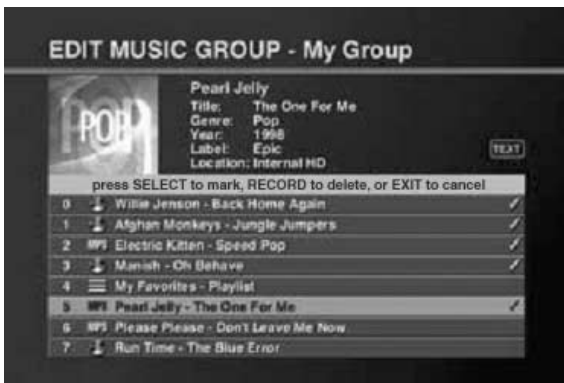 EDIT MUSIC GROUP - My Group
POP
Pearl Jelly
Title: The One For Me
Genre: Pop
Year: 1998
Label: Epic
Location: Internal HD
TEXT
press SELECT to mark, RECORD to delete, or EXIT to cancel
0 Willie Jenson - Back Home Again ✓
1 Afghan Monkeys - Jungle Jumpers ✓
2 MP3 Electric Kitten - Speed Pop ✓
3 Manish - Oh Behave ✓
4 My Favorites - Playlist
5 MP3 Pearl Jelly - The One For Me ✓
6 MP3 Please Please - Don't Leave Me Now
7 Run Time - The Blue Error